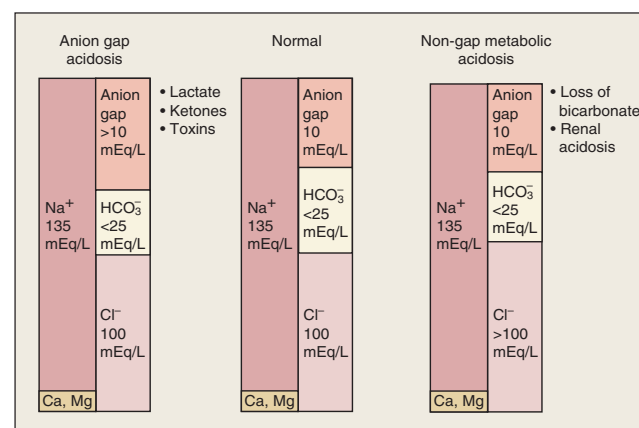 Anion gap
acidosis
Anion
gap
>10
mEq/L
• Lactate
• Ketones
• Toxins
Na⁺
135
mEq/L
HCO₃⁻
<25
mEq/L
Cl⁻
100
mEq/L
Ca, Mg
Normal
Anion
gap
10
mEq/L
Na⁺
135
mEq/L
HCO₃⁻
<25
mEq/L
Cl⁻
100
mEq/L
Ca, Mg
Non-gap metabolic
acidosis
Anion
gap
10
mEq/L
• Loss of
bicarbonate
• Renal
acidosis
Na⁺
135
mEq/L
HCO₃⁻
<25
mEq/L
Cl⁻
>100
mEq/L
Ca, Mg